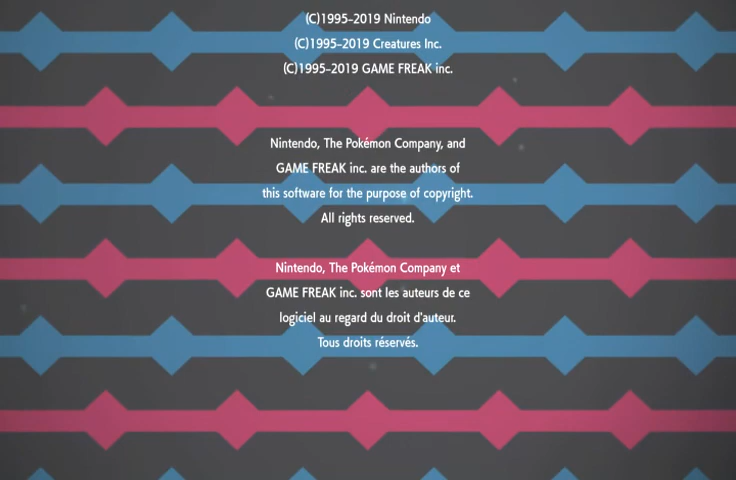 (C)1995–2019 Nintendo
(C)1995–2019 Creatures Inc.
(C)1995–2019 GAME FREAK inc.
Nintendo, The Pokémon Company, and
GAME FREAK inc. are the authors of
this software for the purpose of copyright.
All rights reserved.
Nintendo, The Pokémon Company et
GAME FREAK inc. sont les auteurs de ce
logiciel au regard du droit d'auteur.
Tous droits réservés.